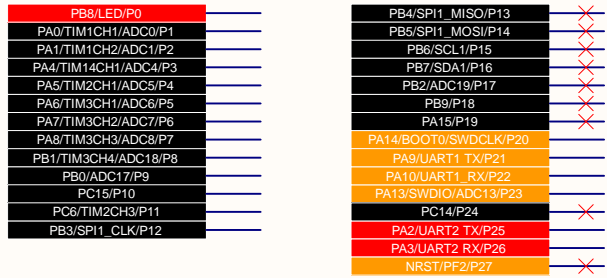 PB8/LED/P0
PA0/TIM1CH1/ADC0/P1
PA1/TIM1CH2/ADC1/P2
PA4/TIM14CH1/ADC4/P3
PA5/TIM2CH1/ADC5/P4
PA6/TIM3CH1/ADC6/P5
PA7/TIM3CH2/ADC7/P6
PA8/TIM3CH3/ADC8/P7
PB1/TIM3CH4/ADC18/P8
PB0/ADC17/P9
PC15/P10
PC6/TIM2CH3/P11
PB3/SPI1_CLK/P12
PB4/SPI1_MISO/P13
PB5/SPI1_MOSI/P14
PB6/SCL1/P15
PB7/SDA1/P16
PB2/ADC19/P17
PB9/P18
PA15/P19
PA14/BOOT0/SWDCLK/P20
PA9/UART1 TX/P21
PA10/UART1_RX/P22
PA13/SWDIO/ADC13/P23
PC14/P24
PA2/UART2 TX/P25
PA3/UART2 RX/P26
NRST/PF2/P27